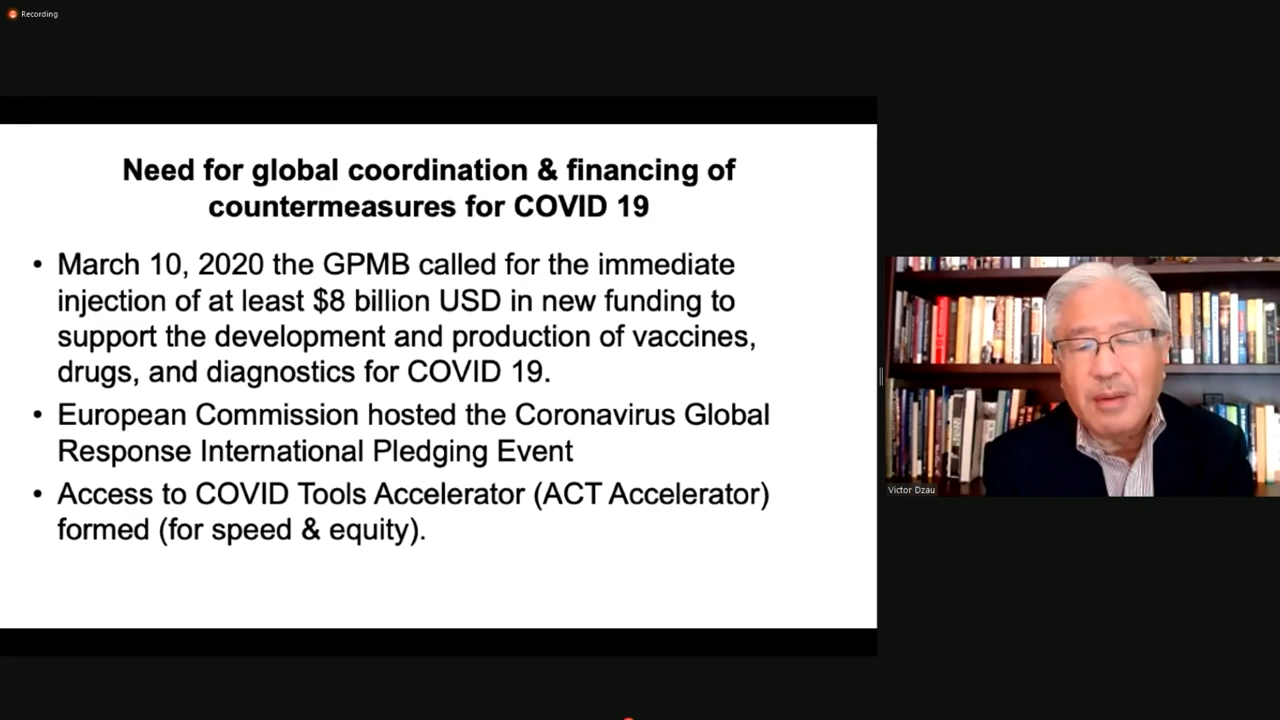 Recording
Need for global coordination & financing of
countermeasures for COVID 19
• March 10, 2020 the GPMB called for the immediate
injection of at least $8 billion USD in new funding to
support the development and production of vaccines,
drugs, and diagnostics for COVID 19.
• European Commission hosted the Coronavirus Global
Response International Pledging Event
• Access to COVID Tools Accelerator (ACT Accelerator)
formed (for speed & equity).
Victor Dzau